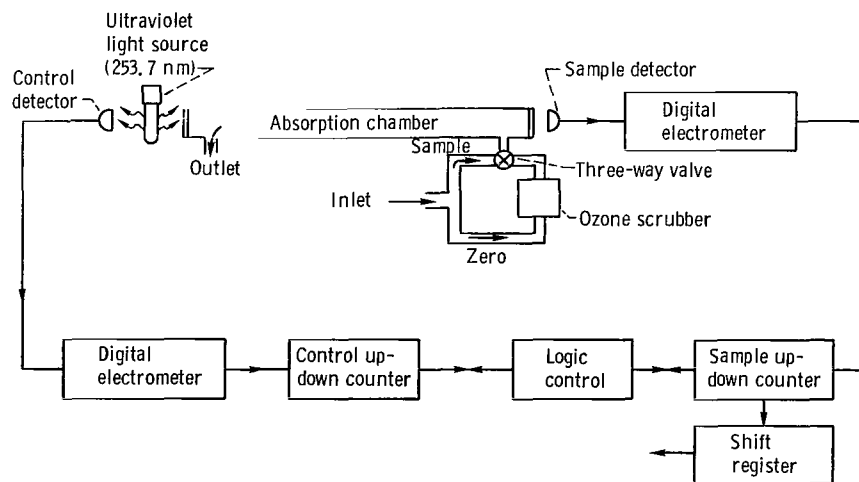 Ultraviolet
light source
(253.7 nm)
Control
detector
Outlet
Absorption chamber
Sample
Sample detector
Digital
electrometer
Three-way valve
Inlet
Ozone scrubber
Zero
Digital
electrometer
Control up-
down counter
Logic
control
Sample up-
down counter
Shift
register